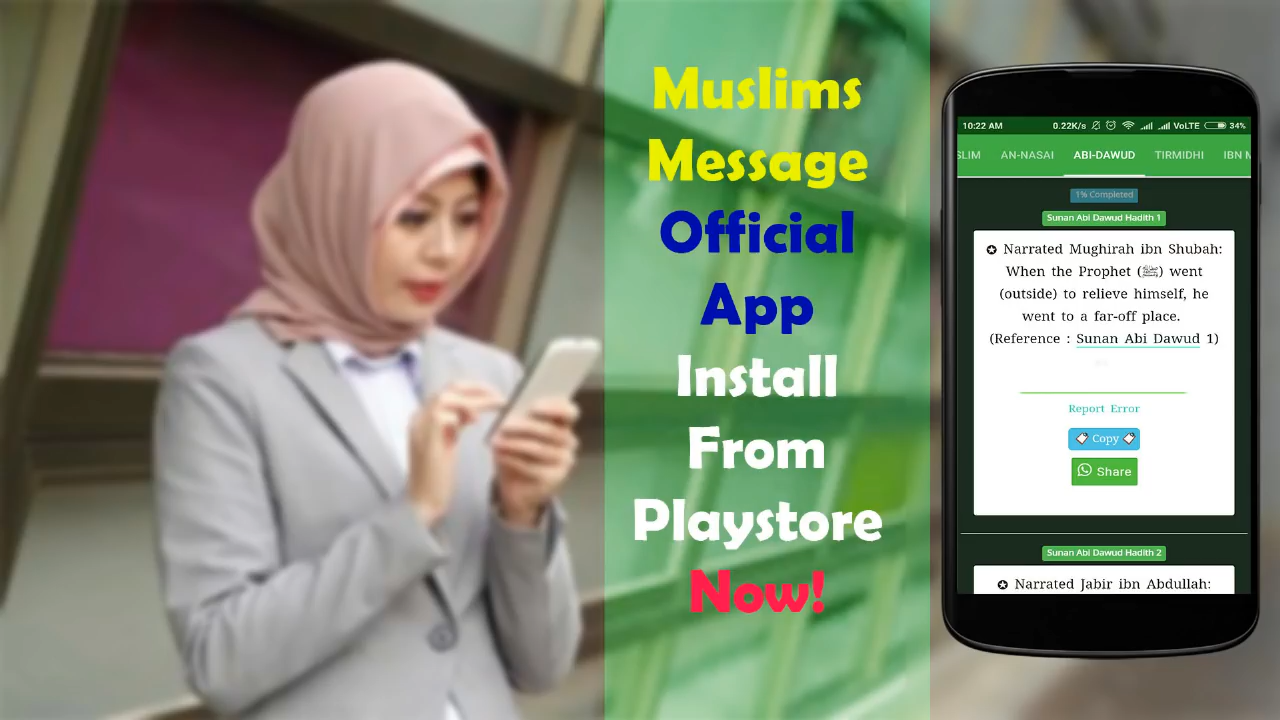 Muslims
Message
Official
App
Install
From
Playstore
Now!
10:22 AM 0.22K/s VoLTE 34%
SLIM AN-NASAI ABI-DAWUD TIRMIDHI IBN M
1% Completed
Sunan Abi Dawud Hadith 1
✪ Narrated Mughirah ibn Shubah:
When the Prophet (ﷺ) went
(outside) to relieve himself, he
went to a far-off place.
(Reference : Sunan Abi Dawud 1)
Report Error
Copy
Share
Sunan Abi Dawud Hadith 2
✪ Narrated Jabir ibn Abdullah: